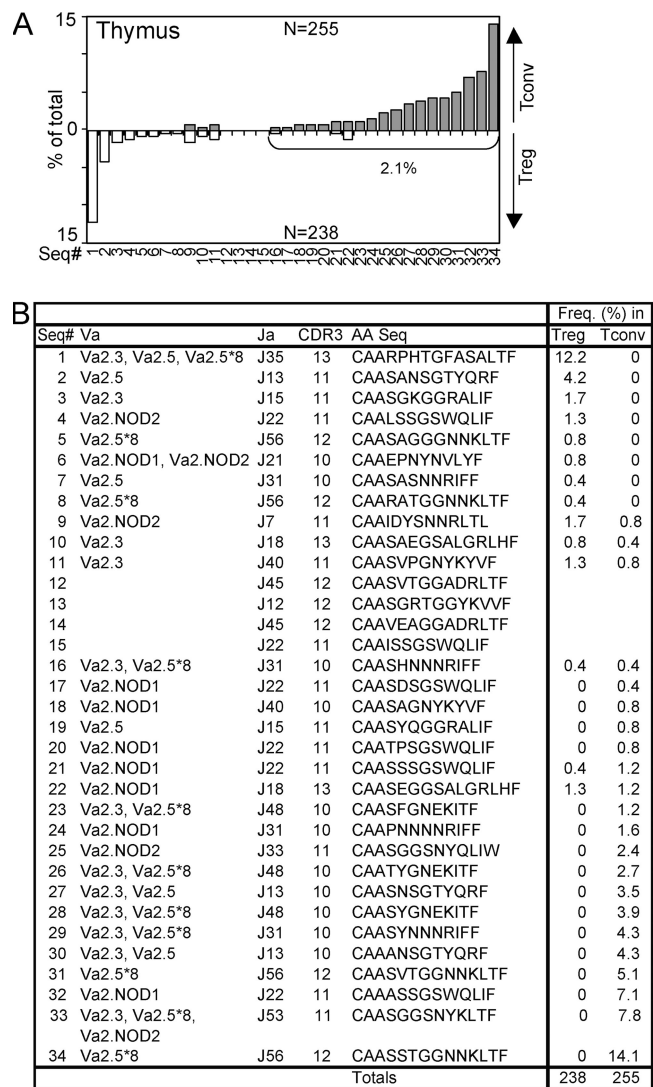 A
Thymus
N=255
15
0
15
% of total
Tconv
Treg
2.1%
N=238
Seq#
1 2 3 4 5 6 7 8 9 10 11 12 13 14 15 16 17 18 19 20 21 22 23 24 25 26 27 28 29 30 31 32 33 34
B
Freq. (%) in
Seq# Va Ja CDR3 AA Seq Treg Tconv
1 Va2.3, Va2.5, Va2.5*8 J35 13 CAARPHTGFASALTF 12.2 0
2 Va2.5 J13 11 CAASANSGTYQRF 4.2 0
3 Va2.3 J15 11 CAASGKGGRALIF 1.7 0
4 Va2.NOD2 J22 11 CAALSSGSWQLIF 1.3 0
5 Va2.5*8 J56 12 CAASAGGGNNKLTF 0.8 0
6 Va2.NOD1, Va2.NOD2 J21 10 CAAEPNYNVLYF 0.8 0
7 Va2.5 J31 10 CAASASNNRIFF 0.4 0
8 Va2.5*8 J56 12 CAARATGGNNKLTF 0.4 0
9 Va2.NOD2 J7 11 CAAIDYSNNRLTL 1.7 0.8
10 Va2.3 J18 13 CAASAEGSALGRLHF 0.8 0.4
11 Va2.3 J40 11 CAASVPGNYKYVF 1.3 0.8
12 J45 12 CAASVTGGADRLTF
13 J12 12 CAASGRTGGYKVVF
14 J45 12 CAAVEAGGADRLTF
15 J22 11 CAAISSGSWQLIF
16 Va2.3, Va2.5*8 J31 10 CAASHNNNRIFF 0.4 0.4
17 Va2.NOD1 J22 11 CAASDSGSWQLIF 0 0.4
18 Va2.NOD1 J40 10 CAASAGNYKYVF 0 0.8
19 Va2.5 J15 11 CAASYQGGRALIF 0 0.8
20 Va2.NOD1 J22 11 CAATPSGSWQLIF 0 0.8
21 Va2.NOD1 J22 11 CAASSSGSWQLIF 0.4 1.2
22 Va2.NOD1 J18 13 CAASEGGSALGRLHF 1.3 1.2
23 Va2.3, Va2.5*8 J48 10 CAASFGNEKITF 0 1.2
24 Va2.NOD1 J31 10 CAAPNNNNRIFF 0 1.6
25 Va2.NOD2 J33 11 CAASGGSNYQLIW 0 2.4
26 Va2.3, Va2.5*8 J48 10 CAATYGNEKITF 0 2.7
27 Va2.3, Va2.5 J13 10 CAASNSGTYQRF 0 3.5
28 Va2.3, Va2.5*8 J48 10 CAASYGNEKITF 0 3.9
29 Va2.3, Va2.5*8 J31 10 CAASYNNNRIFF 0 4.3
30 Va2.3, Va2.5 J13 10 CAAANSGTYQRF 0 4.3
31 Va2.5*8 J56 12 CAASVTGGNNKLTF 0 5.1
32 Va2.NOD1 J22 11 CAAASSGSWQLIF 0 7.1
33 Va2.3, Va2.5*8, J53 11 CAASGGSNYKLTF 0 7.8
Va2.NOD2
34 Va2.5*8 J56 12 CAASSTGGNNKLTF 0 14.1
Totals 238 255